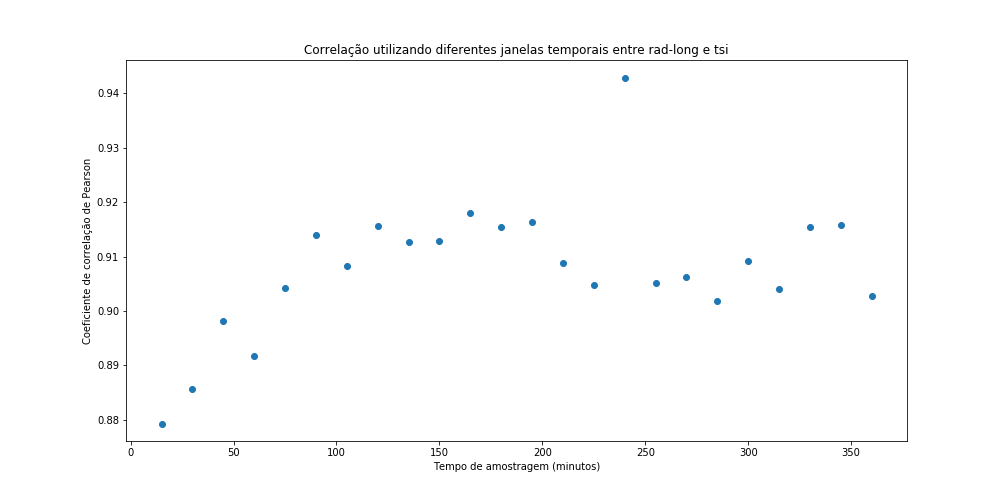 Correlação utilizando diferentes janelas temporais entre rad-long e tsi
0.94
0.93
0.92
0.91
0.90
0.89
0.88
Coeficiente de correlação de Pearson
0 50 100 150 200 250 300 350
Tempo de amostragem (minutos)